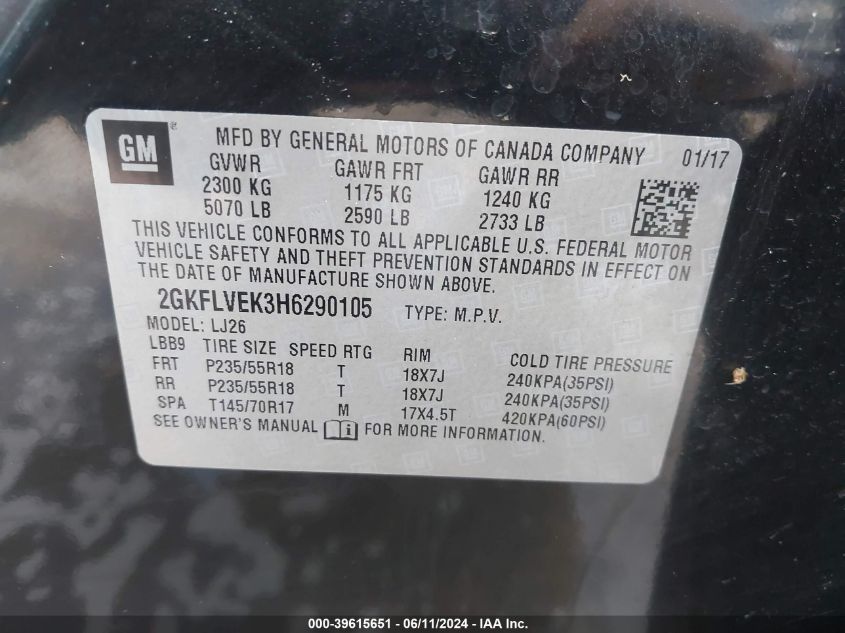 GM ® MFD BY GENERAL MOTORS OF CANADA COMPANY 01/17
GVWR GAWR FRT GAWR RR
2300 KG 1175 KG 1240 KG
5070 LB 2590 LB 2733 LB
THIS VEHICLE CONFORMS TO ALL APPLICABLE U.S. FEDERAL MOTOR
VEHICLE SAFETY AND THEFT PREVENTION STANDARDS IN EFFECT ON
THE DATE OF MANUFACTURE SHOWN ABOVE.
2GKFLVEK3H6290105 TYPE: M.P.V.
MODEL: LJ26
LBB9 TIRE SIZE SPEED RTG RIM COLD TIRE PRESSURE
FRT P235/55R18 T 18X7J 240KPA(35PSI)
RR P235/55R18 T 18X7J 240KPA(35PSI)
SPA T145/70R17 M 17X4.5T 420KPA(60PSI)
SEE OWNER'S MANUAL i FOR MORE INFORMATION.
000-39615651 - 06/11/2024 - IAA Inc.